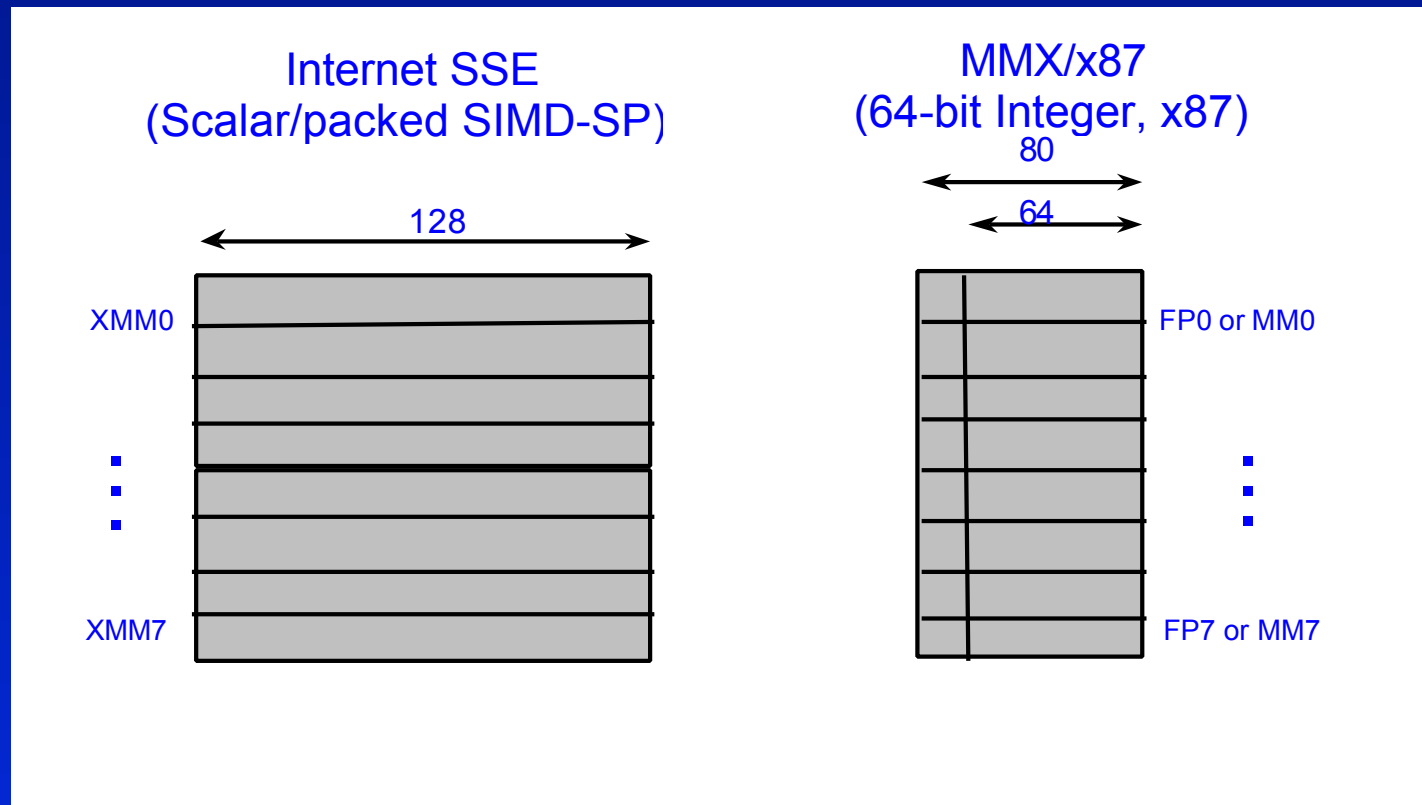 Internet SSE
(Scalar/packed SIMD-SP)
128
XMM0
XMM7
MMX/x87
(64-bit Integer, x87)
80
64
FP0 or MM0
FP7 or MM7